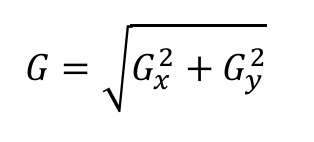 G = √(G_x^2 + G_y^2)